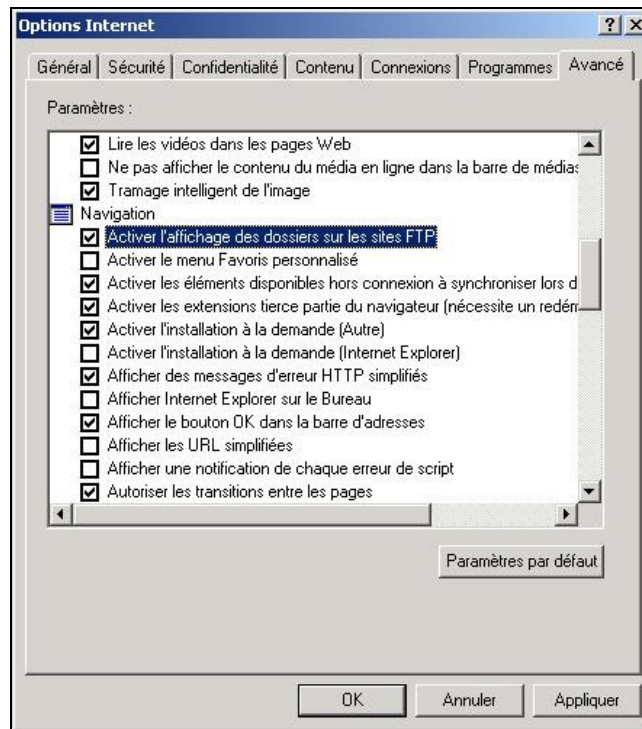 Options Internet
Général Sécurité Confidentialité Contenu Connexions Programmes Avancé
Paramètres :
Lire les vidéos dans les pages Web
Ne pas afficher le contenu du média en ligne dans la barre de médias
Tramage intelligent de l'image
Navigation
Activer l'affichage des dossiers sur les sites FTP
Activer le menu Favoris personnalisé
Activer les éléments disponibles hors connexion à synchroniser lors d
Activer les extensions tierce partie du navigateur (nécessite un redém
Activer l'installation à la demande (Autre)
Activer l'installation à la demande (Internet Explorer)
Afficher des messages d'erreur HTTP simplifiés
Afficher Internet Explorer sur le Bureau
Afficher le bouton OK dans la barre d'adresses
Afficher les URL simplifiées
Afficher une notification de chaque erreur de script
Autoriser les transitions entre les pages
Paramètres par défaut
OK Annuler Appliquer